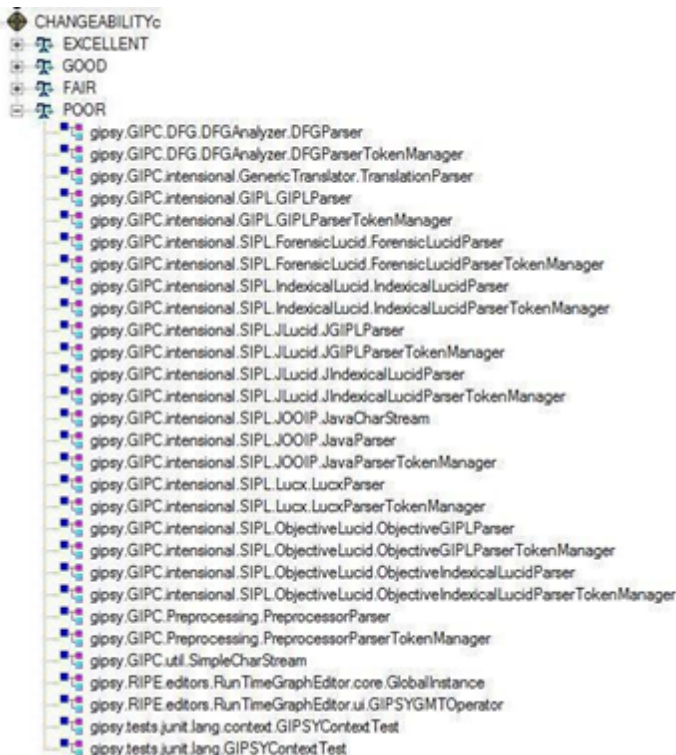 CHANGEABILITYc
EXCELLENT
GOOD
FAIR
POOR
gipsy.GIPC.DFG.DFGAnalyzer.DFGParser
gipsy.GIPC.DFG.DFGAnalyzer.DFGParserTokenManager
gipsy.GIPC.intensional.GenericTranslator.TranslationParser
gipsy.GIPC.intensional.GIPL.GIPLParser
gipsy.GIPC.intensional.GIPL.GIPLParserTokenManager
gipsy.GIPC.intensional.SIPL.ForensicLucid.ForensicLucidParser
gipsy.GIPC.intensional.SIPL.ForensicLucid.ForensicLucidParserTokenManager
gipsy.GIPC.intensional.SIPL.IndexicalLucid.IndexicalLucidParser
gipsy.GIPC.intensional.SIPL.IndexicalLucid.IndexicalLucidParserTokenManager
gipsy.GIPC.intensional.SIPL.JLucid.JGIPLParser
gipsy.GIPC.intensional.SIPL.JLucid.JGIPLParserTokenManager
gipsy.GIPC.intensional.SIPL.JLucid.JIndexicalLucidParser
gipsy.GIPC.intensional.SIPL.JLucid.JIndexicalLucidParserTokenManager
gipsy.GIPC.intensional.SIPL.JOOIP.JavaCharStream
gipsy.GIPC.intensional.SIPL.JOOIP.JavaParser
gipsy.GIPC.intensional.SIPL.JOOIP.JavaParserTokenManager
gipsy.GIPC.intensional.SIPL.Lucx.LucxParser
gipsy.GIPC.intensional.SIPL.Lucx.LucxParserTokenManager
gipsy.GIPC.intensional.SIPL.ObjectiveLucid.ObjectiveGIPLParser
gipsy.GIPC.intensional.SIPL.ObjectiveLucid.ObjectiveGIPLParserTokenManager
gipsy.GIPC.intensional.SIPL.ObjectiveLucid.ObjectiveIndexicalLucidParser
gipsy.GIPC.intensional.SIPL.ObjectiveLucid.ObjectiveIndexicalLucidParserTokenManager
gipsy.GIPC.Preprocessing.PreprocessorParser
gipsy.GIPC.Preprocessing.PreprocessorParserTokenManager
gipsy.GIPC.util.SimpleCharStream
gipsy.RIPE.editors.RunTimeGraphEditor.core.GlobalInstance
gipsy.RIPE.editors.RunTimeGraphEditor.ui.GIPSYGMTOperator
gipsy.tests.junit.lang.context.GIPSYContextTest
gipsy.tests.junit.lang.GIPSYContextTest